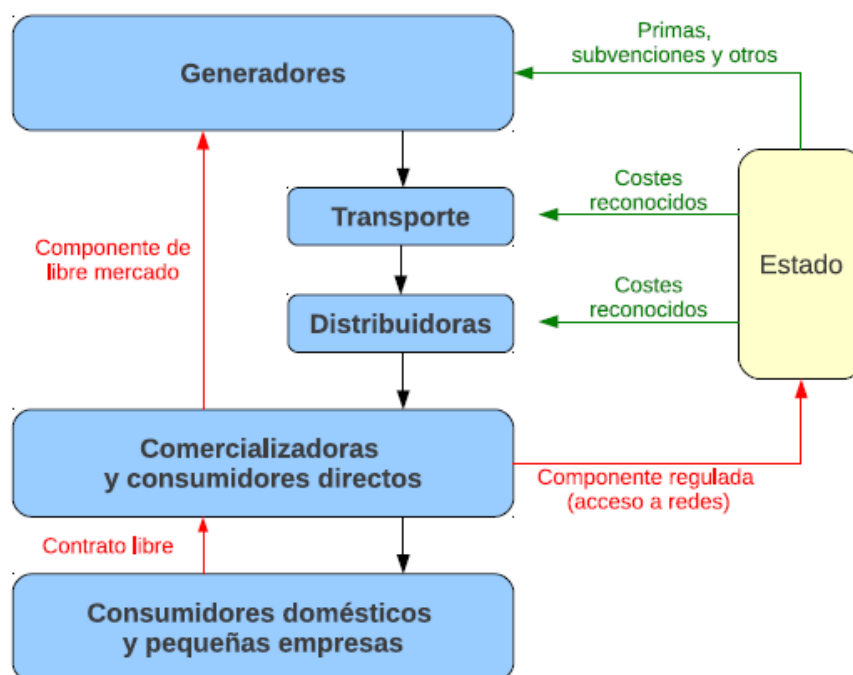 Primas,
subvenciones y otros
Generadores
Costes
reconocidos
Transporte
Componente de
libre mercado
Estado
Costes
reconocidos
Distribuidoras
Comercializadoras
y consumidores directos
Componente regulada
(acceso a redes)
Contrato libre
Consumidores domésticos
y pequeñas empresas